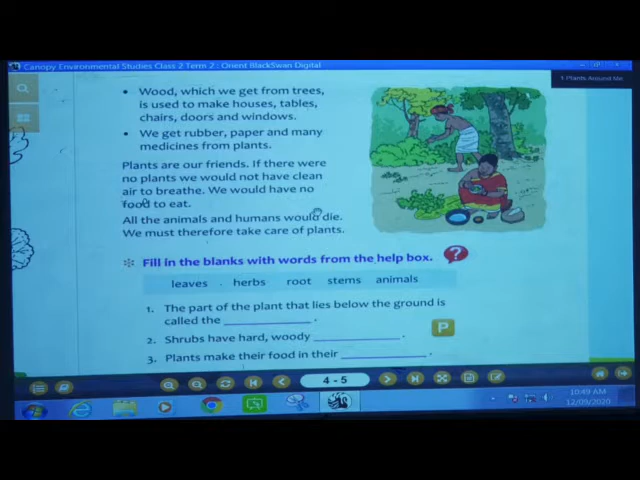 Canopy Environmental Studies Class 2 Term 2 : Orient BlackSwan Digital
1 Plants Around Me
• Wood, which we get from trees,
is used to make houses, tables,
chairs, doors and windows.
• We get rubber, paper and many
medicines from plants.
Plants are our friends. If there were
no plants we would not have clean
air to breathe. We would have no
food to eat.
All the animals and humans would die.
We must therefore take care of plants.
Fill in the blanks with words from the help box.
?
leaves herbs root stems animals
1. The part of the plant that lies below the ground is
called the ____________.
P
2. Shrubs have hard, woody ____________.
3. Plants make their food in their ____________.
4 - 5
10:49 AM
12/09/2020